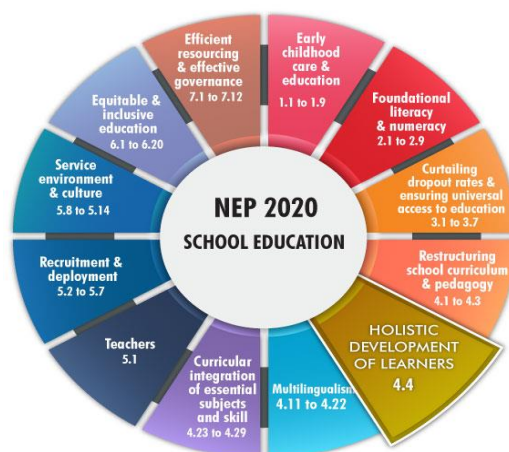 NEP 2020
SCHOOL EDUCATION
Early
childhood
care &
education
1.1 to 1.9
Foundational
literacy
& numeracy
2.1 to 2.9
Curtailing
dropout rates &
ensuring universal
access to education
3.1 to 3.7
Restructuring
school curriculum
& pedagogy
4.1 to 4.3
HOLISTIC
DEVELOPMENT
OF LEARNERS
4.4
Multilingualism
4.11 to 4.22
Curricular
integration
of essential
subjects
and skill
4.23 to 4.29
Teachers
5.1
Recruitment &
deployment
5.2 to 5.7
Service
environment
& culture
5.8 to 5.14
Equitable &
inclusive
education
6.1 to 6.20
Efficient
resourcing
& effective
governance
7.1 to 7.12